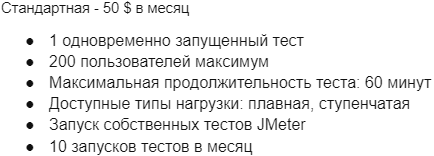 Стандартная - 50 $ в месяц
● 1 одновременно запущенный тест
● 200 пользователей максимум
● Максимальная продолжительность теста: 60 минут
● Доступные типы нагрузки: плавная, ступенчатая
● Запуск собственных тестов JMeter
● 10 запусков тестов в месяц